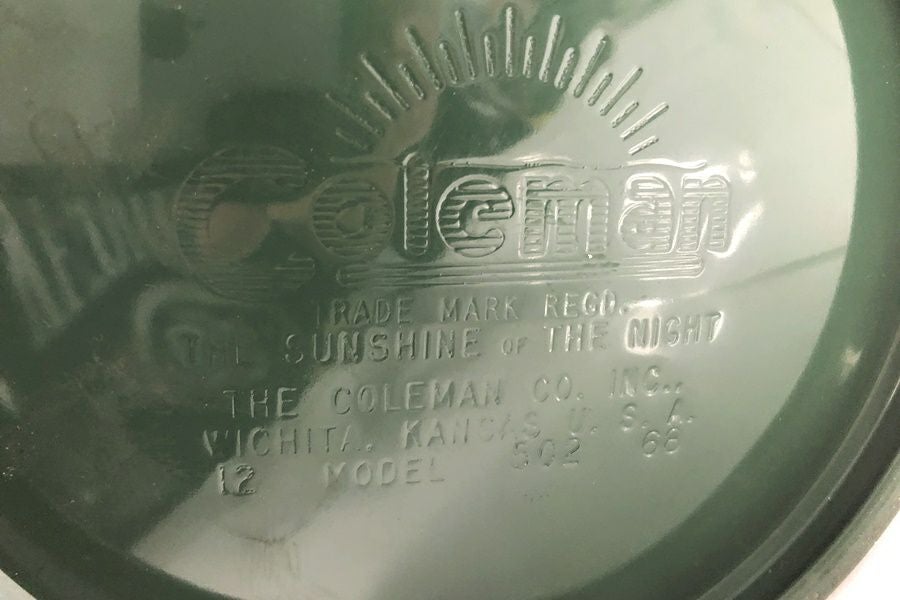 Coleman
TRADE MARK REGD.
THE SUNSHINE OF THE NIGHT
THE COLEMAN CO. INC.,
WICHITA, KANSAS U. S. A.
12 MODEL 502 66